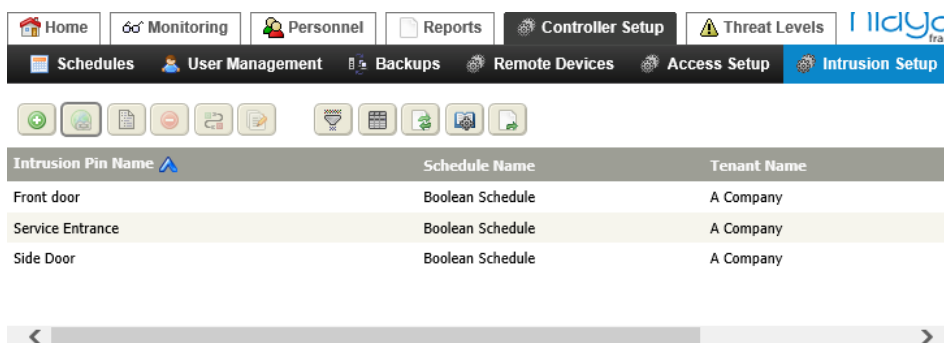 Home Monitoring Personnel Reports Controller Setup Threat Levels
Schedules User Management Backups Remote Devices Access Setup Intrusion Setup
Intrusion Pin Name Schedule Name Tenant Name
Front door Boolean Schedule A Company
Service Entrance Boolean Schedule A Company
Side Door Boolean Schedule A Company